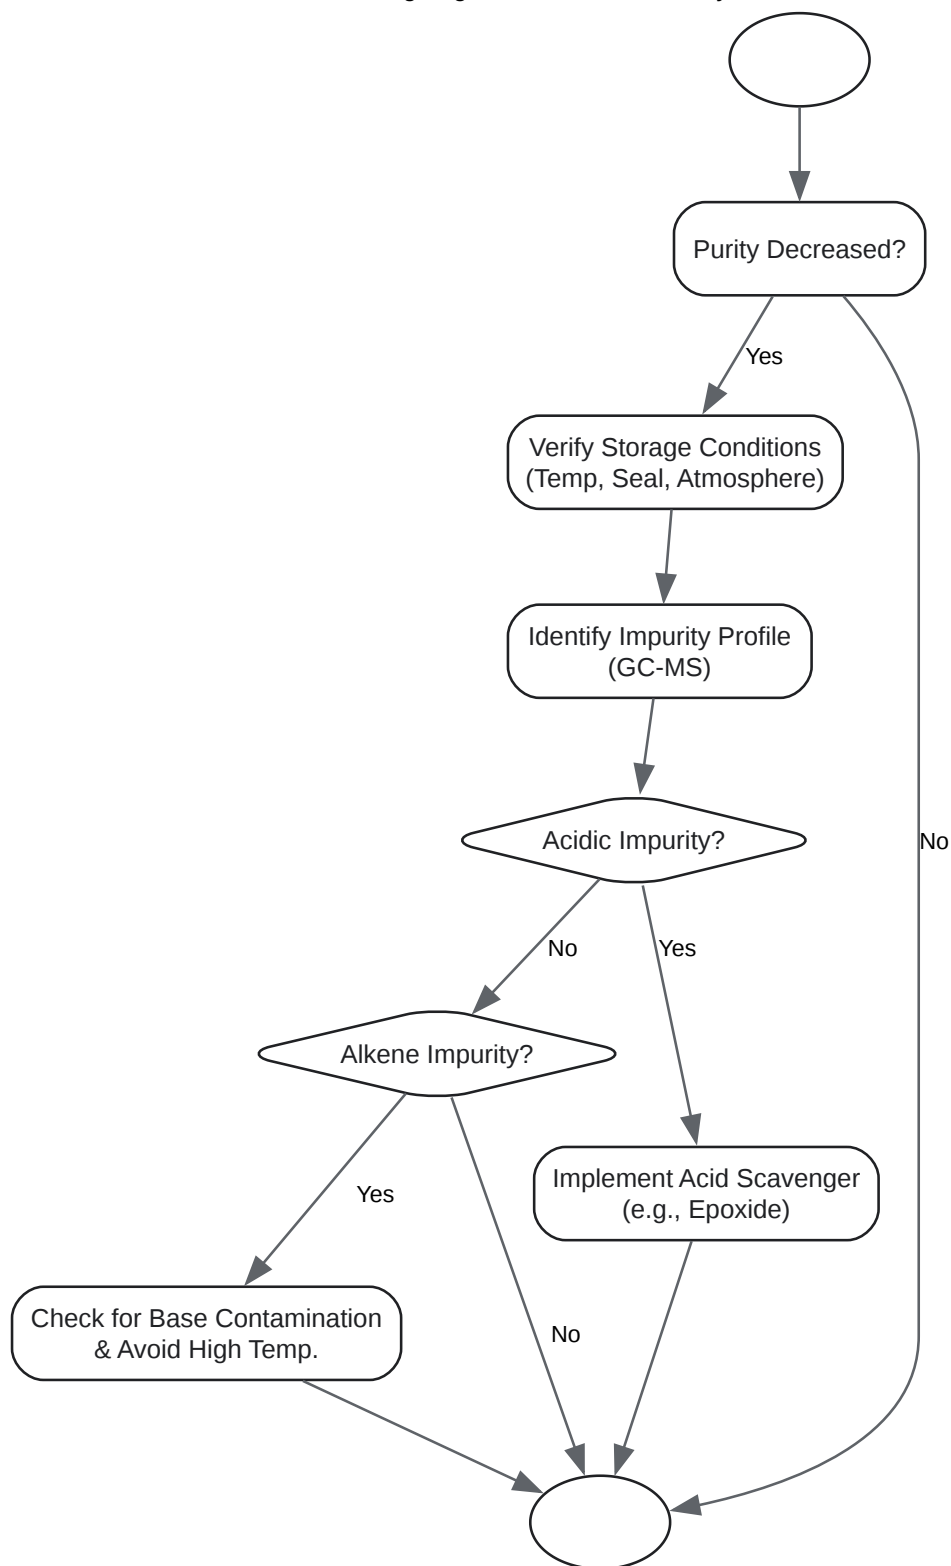 Purity Decreased?
Yes
Verify Storage Conditions
(Temp, Seal, Atmosphere)
Identify Impurity Profile
(GC-MS)
Acidic Impurity?
No
No
Yes
Alkene Impurity?
Implement Acid Scavenger
(e.g., Epoxide)
Yes
Check for Base Contamination
& Avoid High Temp.
No